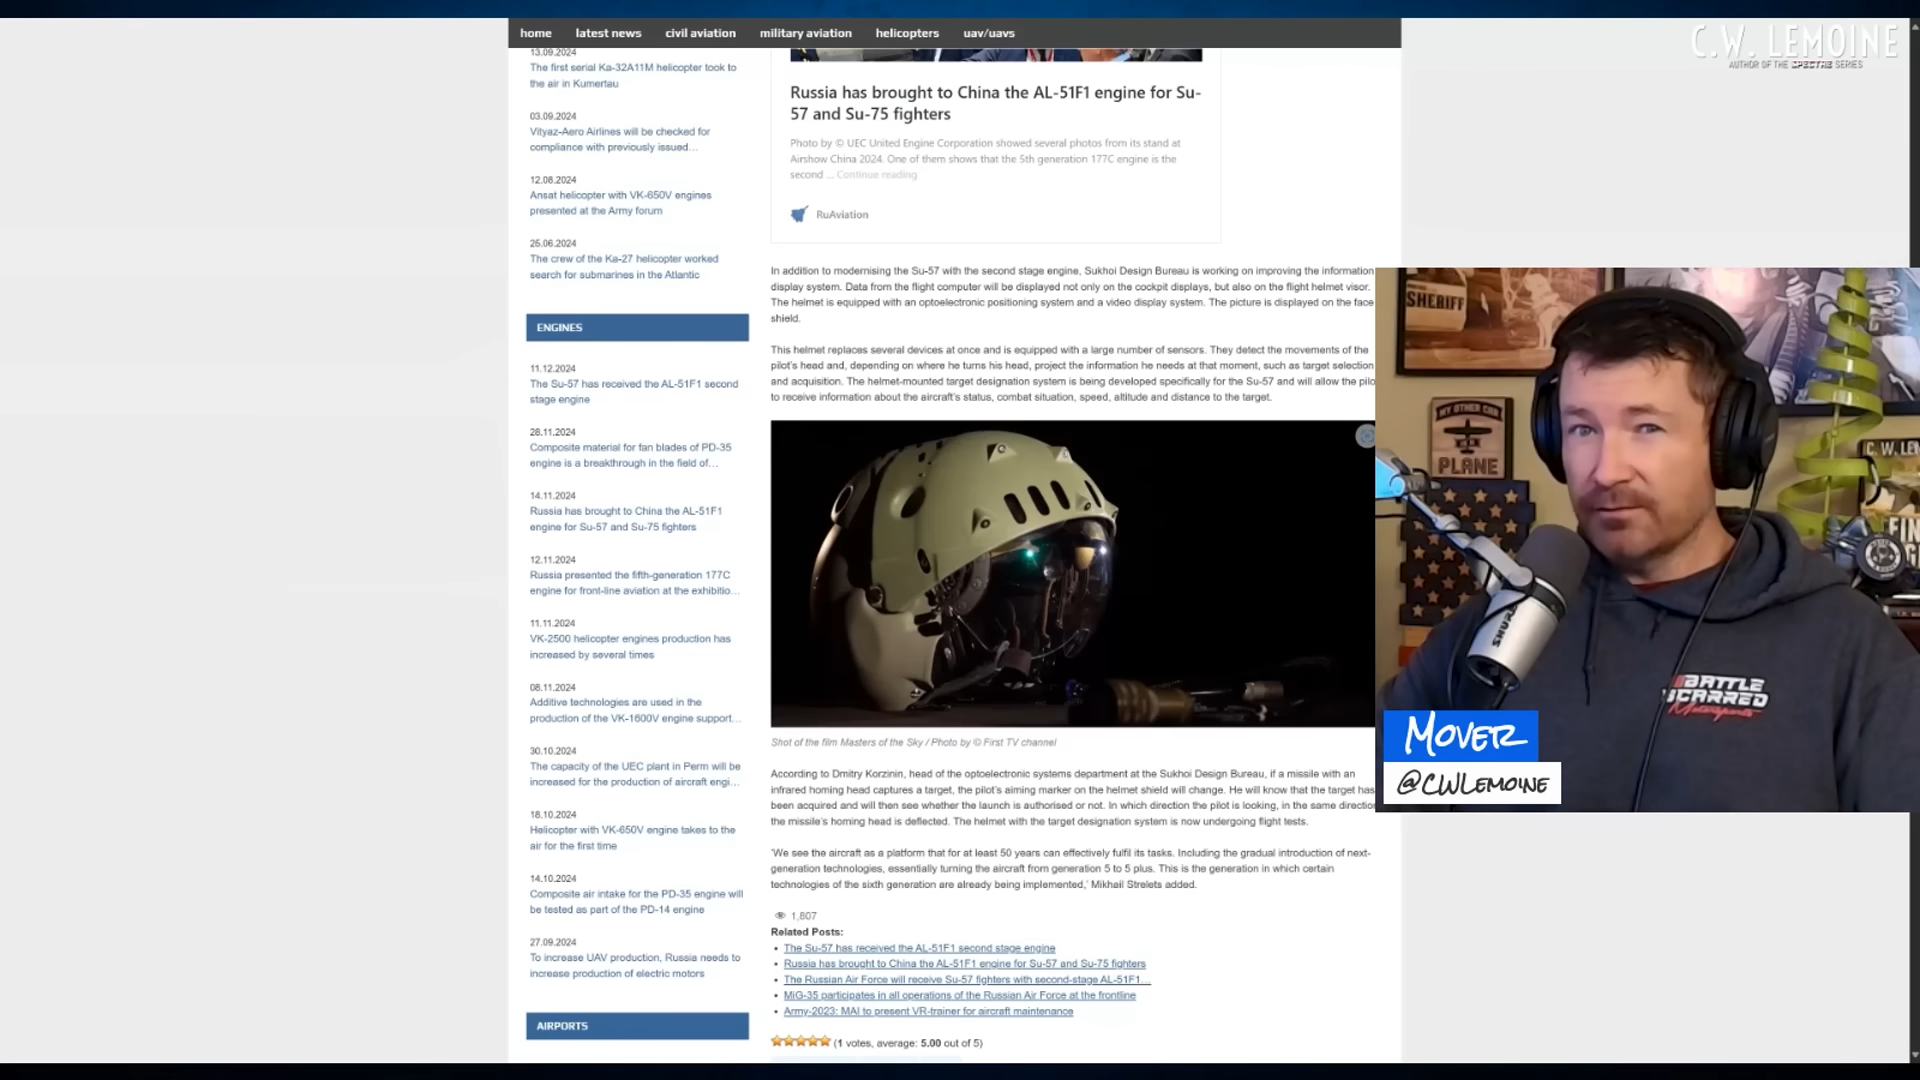 home latest news civil aviation military aviation helicopters uav/uavs
C.W. LEMOINE
AUTHOR OF THE SPECTRE SERIES
13.09.2024
The first serial Ka-32A11M helicopter took to
the air in Kumertau
03.09.2024
Vityaz-Aero Airlines will be checked for
compliance with previously issued…
12.08.2024
Ansat helicopter with VK-650V engines
presented at the Army forum
25.06.2024
The crew of the Ka-27 helicopter worked
search for submarines in the Atlantic
ENGINES
11.12.2024
The Su-57 has received the AL-51F1 second
stage engine
28.11.2024
Composite material for fan blades of PD-35
engine is a breakthrough in the field of…
14.11.2024
Russia has brought to China the AL-51F1
engine for Su-57 and Su-75 fighters
12.11.2024
Russia presented the fifth-generation 177C
engine for front-line aviation at the exhibitio…
11.11.2024
VK-2500 helicopter engines production has
increased by several times
08.11.2024
Additive technologies are used in the
production of the VK-1600V engine support…
30.10.2024
The capacity of the UEC plant in Perm will be
increased for the production of aircraft engi…
18.10.2024
Helicopter with VK-650V engine takes to the
air for the first time
14.10.2024
Composite air intake for the PD-35 engine will
be tested as part of the PD-14 engine
27.09.2024
To increase UAV production, Russia needs to
increase production of electric motors
AIRPORTS
Russia has brought to China the AL-51F1 engine for Su-
57 and Su-75 fighters
Photo by © UEC United Engine Corporation showed several photos from its stand at
Airshow China 2024. One of them shows that the 5th generation 177C engine is the
second ... Continue reading
RuAviation
In addition to modernising the Su-57 with the second stage engine, Sukhoi Design Bureau is working on improving the information
display system. Data from the flight computer will be displayed not only on the cockpit displays, but also on the flight helmet visor.
The helmet is equipped with an optoelectronic positioning system and a video display system. The picture is displayed on the face
shield.
This helmet replaces several devices at once and is equipped with a large number of sensors. They detect the movements of the
pilot's head and, depending on where he turns his head, project the information he needs at that moment, such as target selection
and acquisition. The helmet-mounted target designation system is being developed specifically for the Su-57 and will allow the pilo
to receive information about the aircraft's status, combat situation, speed, altitude and distance to the target.
Shot of the film Masters of the Sky / Photo by © First TV channel
According to Dmitry Korzinin, head of the optoelectronic systems department at the Sukhoi Design Bureau, if a missile with an
infrared homing head captures a target, the pilot's aiming marker on the helmet shield will change. He will know that the target has
been acquired and will then see whether the launch is authorised or not. In which direction the pilot is looking, in the same directio
the missile's homing head is deflected. The helmet with the target designation system is now undergoing flight tests.
'We see the aircraft as a platform that for at least 50 years can effectively fulfil its tasks. Including the gradual introduction of next-
generation technologies, essentially turning the aircraft from generation 5 to 5 plus. This is the generation in which certain
technologies of the sixth generation are already being implemented,' Mikhail Strelets added.
1,807
Related Posts:
• The Su-57 has received the AL-51F1 second stage engine
• Russia has brought to China the AL-51F1 engine for Su-57 and Su-75 fighters
• The Russian Air Force will receive Su-57 fighters with second-stage AL-51F1…
• MiG-35 participates in all operations of the Russian Air Force at the frontline
• Army-2023: MAI to present VR-trainer for aircraft maintenance
(1 votes, average: 5.00 out of 5)
SHERIFF
MY OTHER CAR
PLANE
C. W. LE
FIN
SHURE
BATTLE
SCARRED
Motorsports
MOVER
@CWLEMOINE